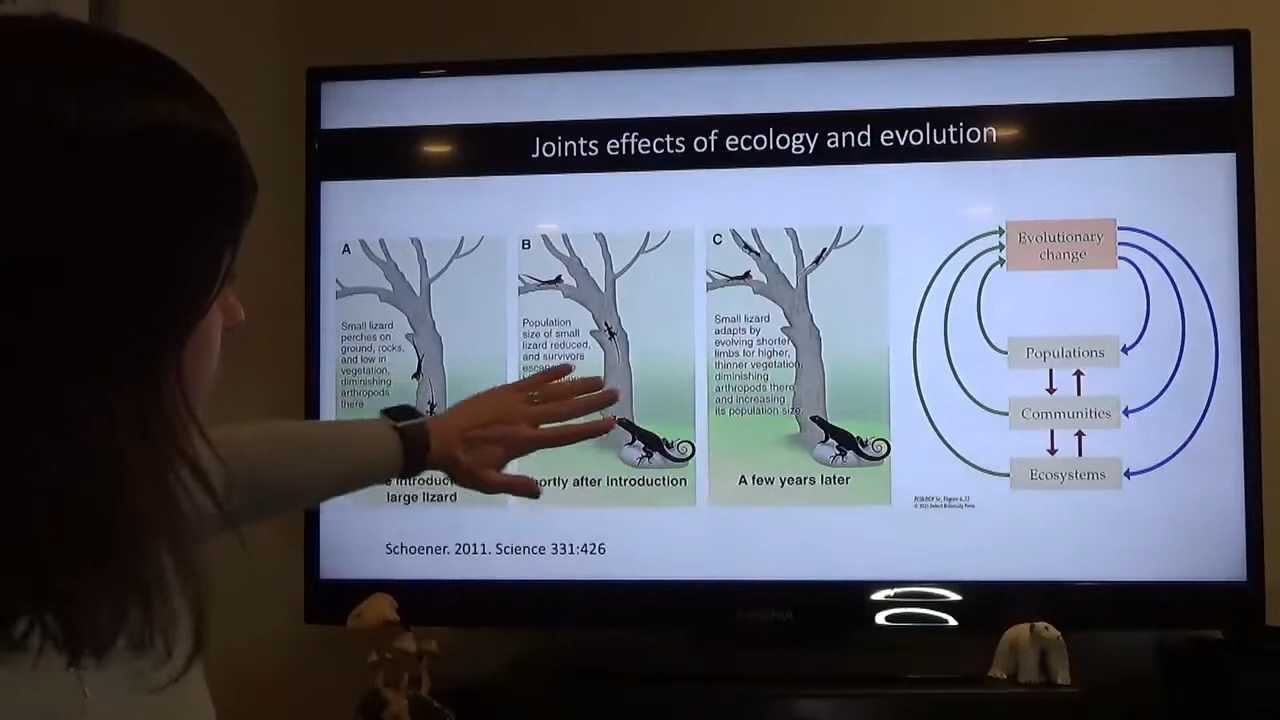 Joints effects of ecology and evolution
A
Small lizard
perches on
ground, rocks,
and low in
vegetation,
diminishing
arthropods
there
large lizard
B
Population
size of small
lizard reduced,
and survivors
after introduction
C
Small lizard
adapts by
evolving shorter
limbs for higher,
thinner vegetation,
diminishing
arthropods there
and increasing
its population size
A few years later
Evolutionary
change
Populations
Communities
Ecosystems
Schoener. 2011. Science 331:426